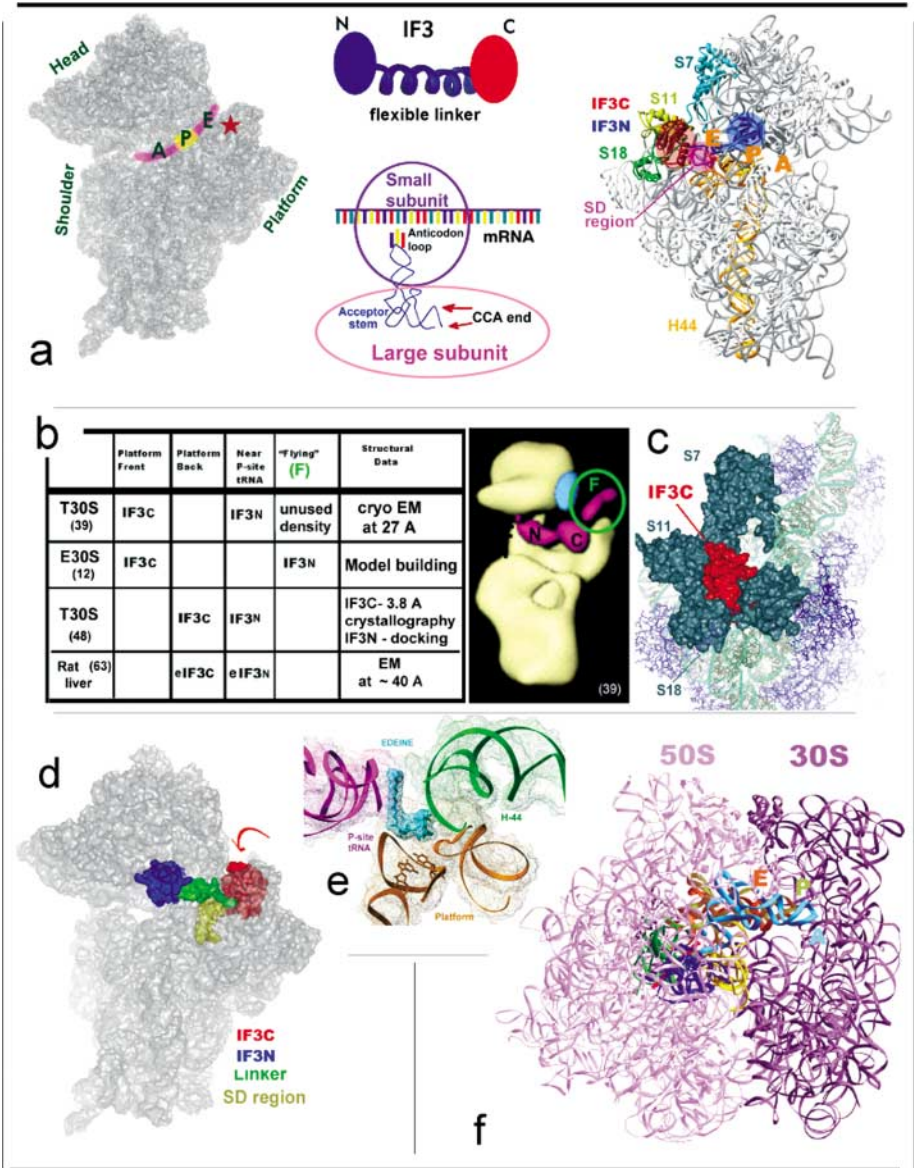 Head
Shoulder
Platform
A
P
E
a
N
IF3
C
flexible linker
Small
subunit
mRNA
Anticodon
loop
Acceptor
stem
CCA end
Large subunit
S7
S11
IF3C
IF3N
S18
E
P
A
SD
region
H44
b
Platform Front
Platform Back
Near P-site tRNA
"Flying" (F)
Structural Data
T30S (39)
IF3C
IF3N
unused density
cryo EM at 27 A
E30S (12)
IF3C
IF3N
Model building
T30S (48)
IF3C
IF3N
IF3C- 3.8 A
crystallography
IF3N - docking
Rat (63) liver
eIF3C
eIF3N
EM at ~ 40 A
F
N
C
(39)
c
S7
IF3C
S11
S18
d
IF3C
IF3N
Linker
SD region
EDEINE
P-site
tRNA
H-44
Platform
e
50S
30S
E
P
f